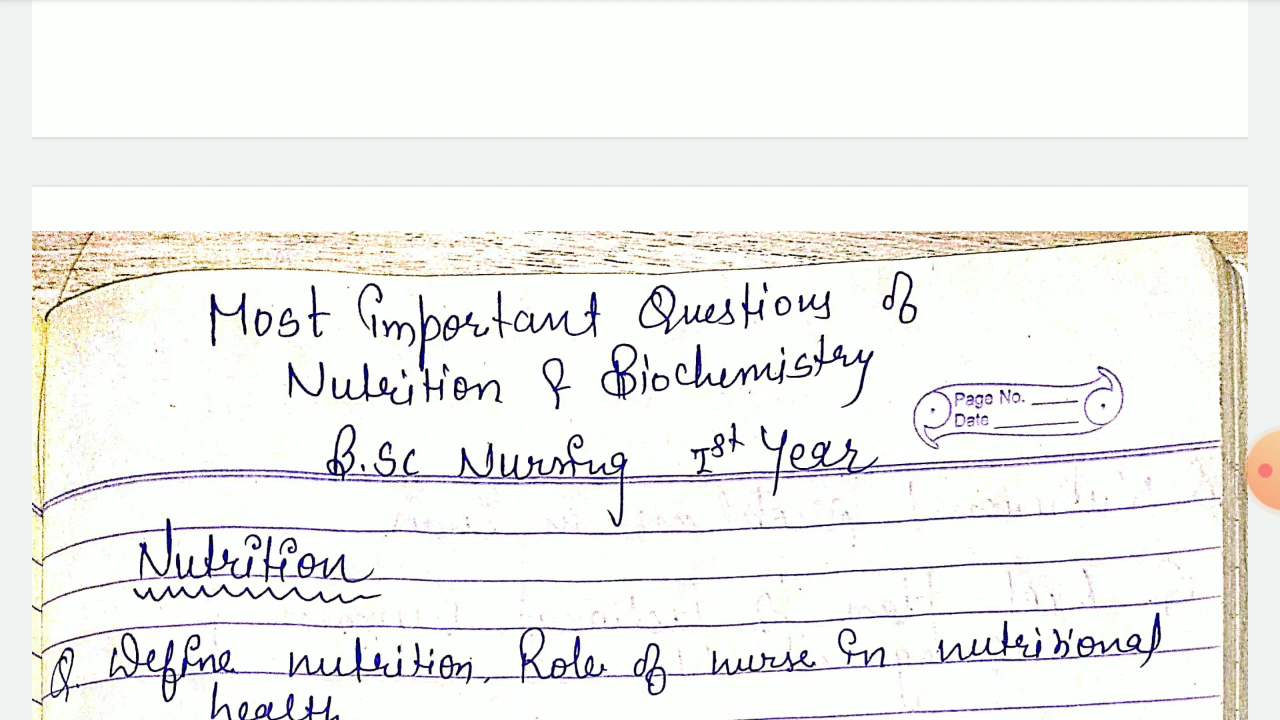 Most important Questions of
Nutrition & Biochemistry
Page No.
Date
B.Sc Nursing Ist Year
Nutrition
Q. Define nutrition, Role of nurse in nutritional
health